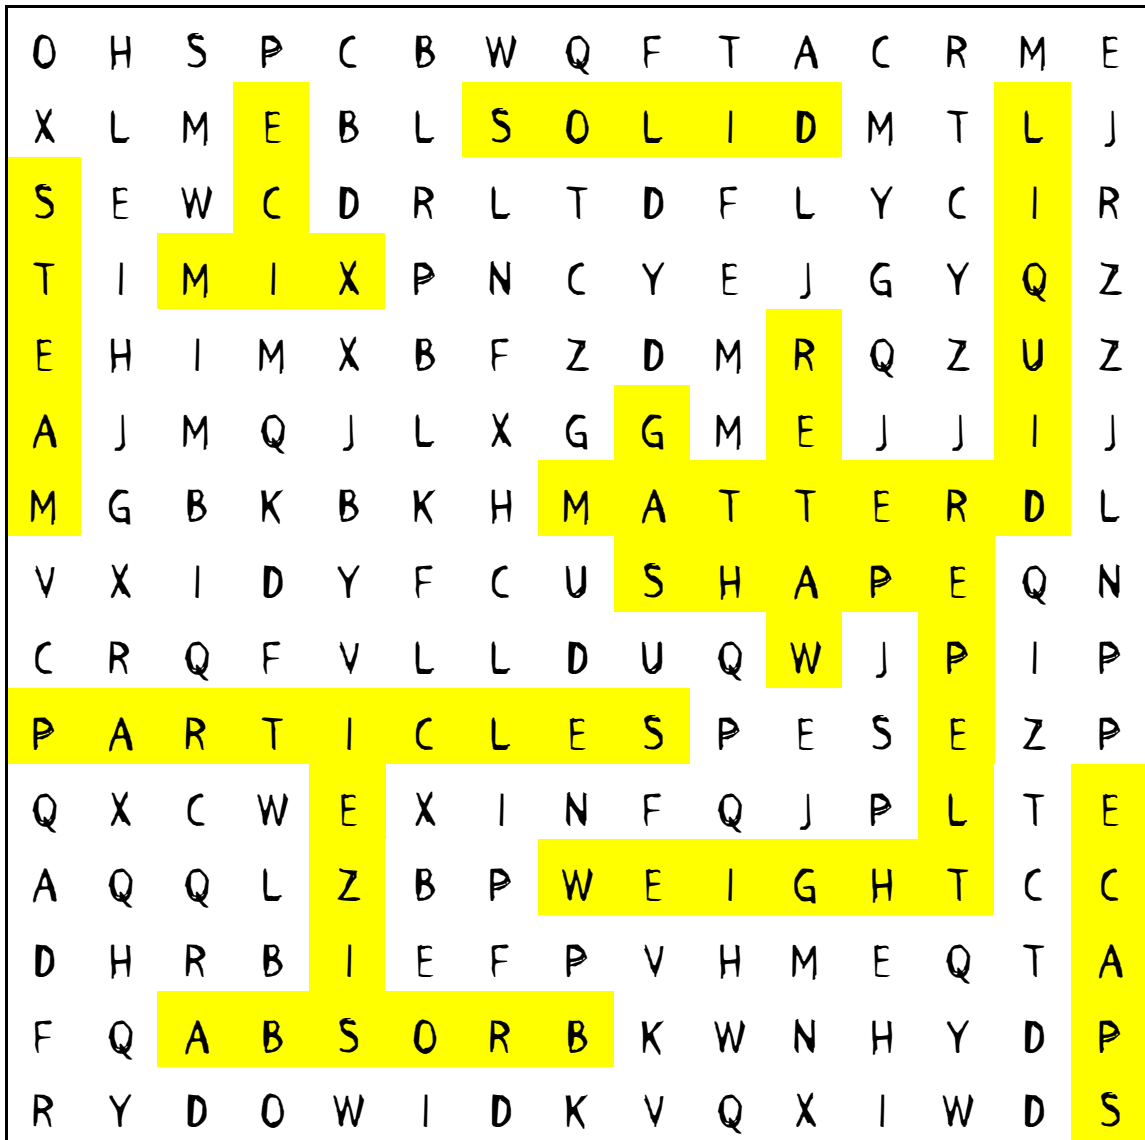 O H S P C B W Q F T A C R M E
X L M E B L S O L I D M T L J
S E W C D R L T D F L Y C I R
T I M I X P N C Y E J G Y Q Z
E H I M X B F Z D M R Q Z U Z
A J M Q J L X G G M E J J I J
M G B K B K H M A T T E R D L
V X I D Y F C U S H A P E Q N
C R Q F V L L D U Q W J P I P
P A R T I C L E S P E S E Z P
Q X C W E X I N F Q J P L T E
A Q Q L Z B P W E I G H T C C
D H R B I E F P V H M E Q T A
F Q A B S O R B K W N H Y D P
R Y D O W I D K V Q X I W D S